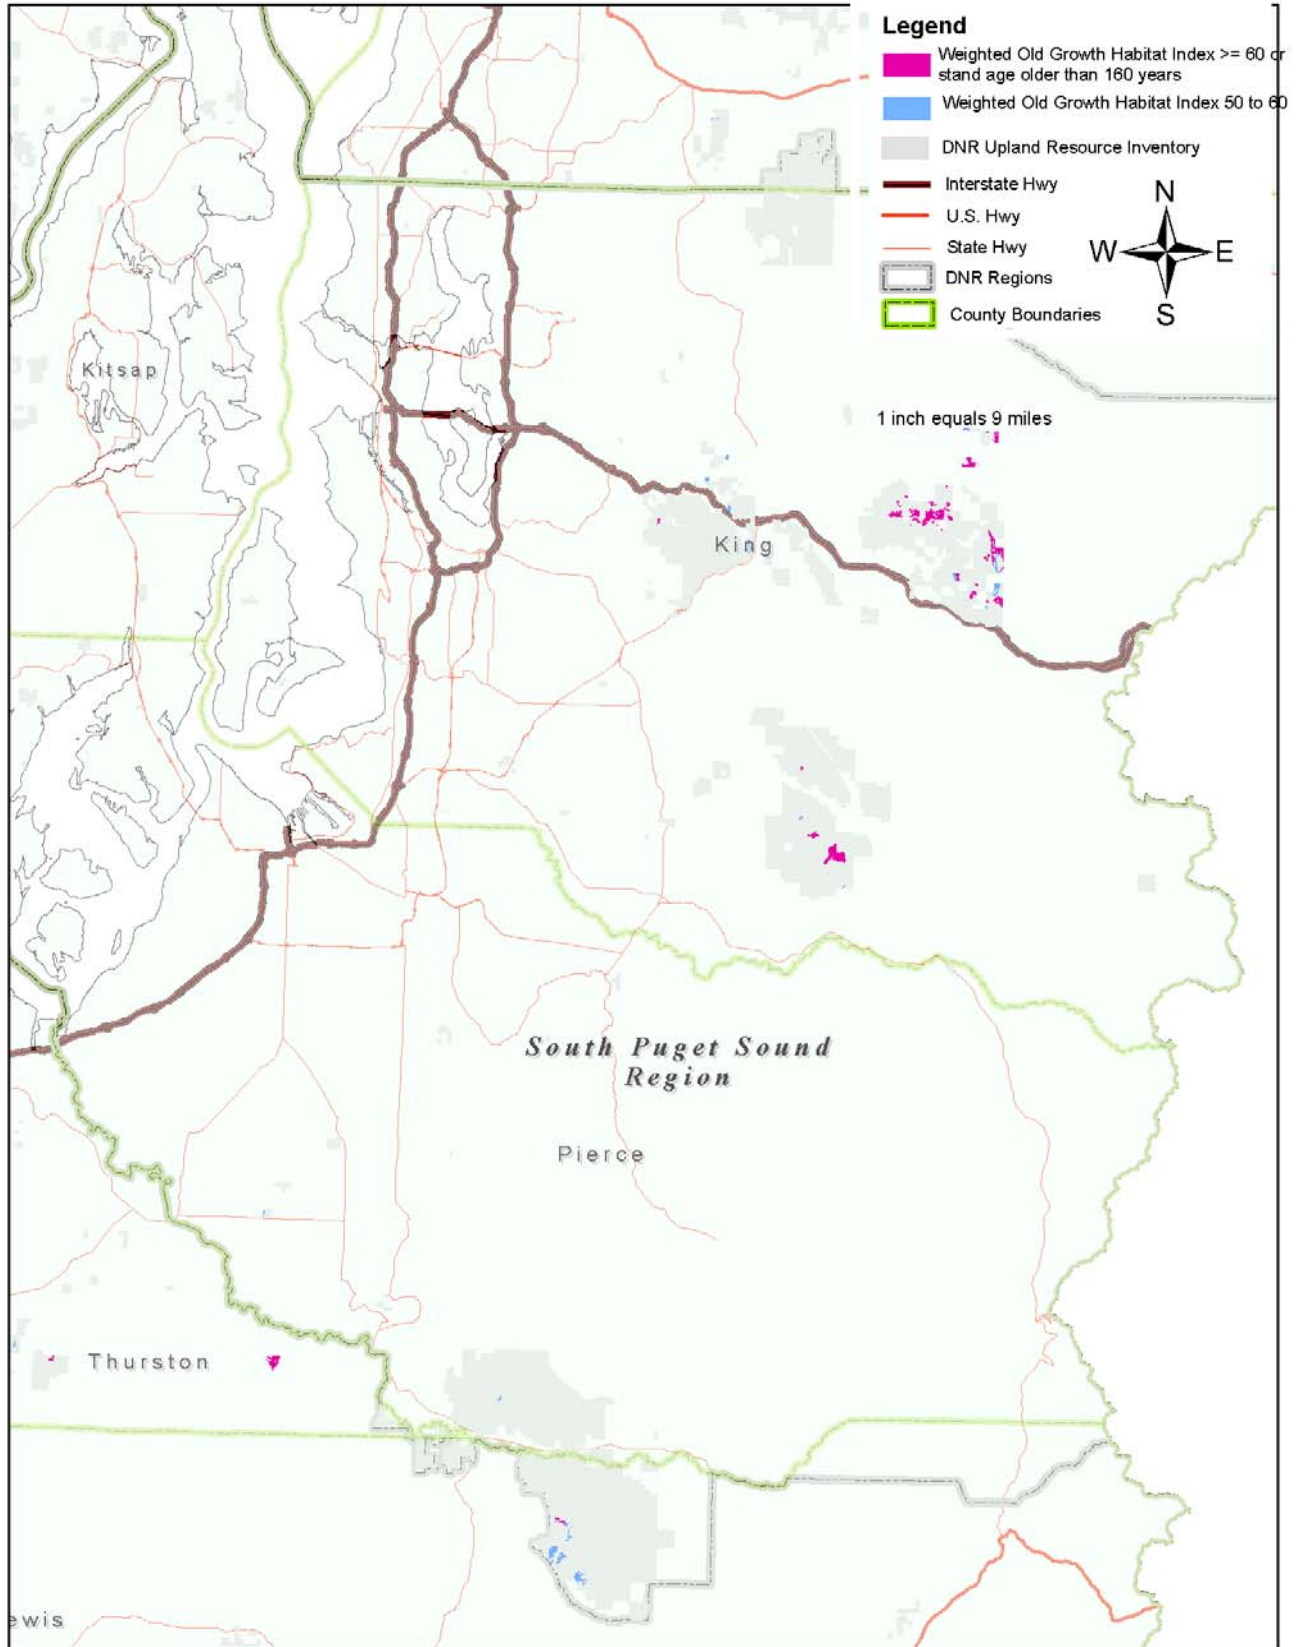 Legend
Weighted Old Growth Habitat Index >= 60 or
stand age older than 160 years
Weighted Old Growth Habitat Index 50 to 60
DNR Upland Resource Inventory
Interstate Hwy
U.S. Hwy
State Hwy
DNR Regions
County Boundaries
N
W
E
S
K
Kitsap
1 inch equals 9 miles
King
South Puget Sound
Region
Pierce
Thurston
ewis